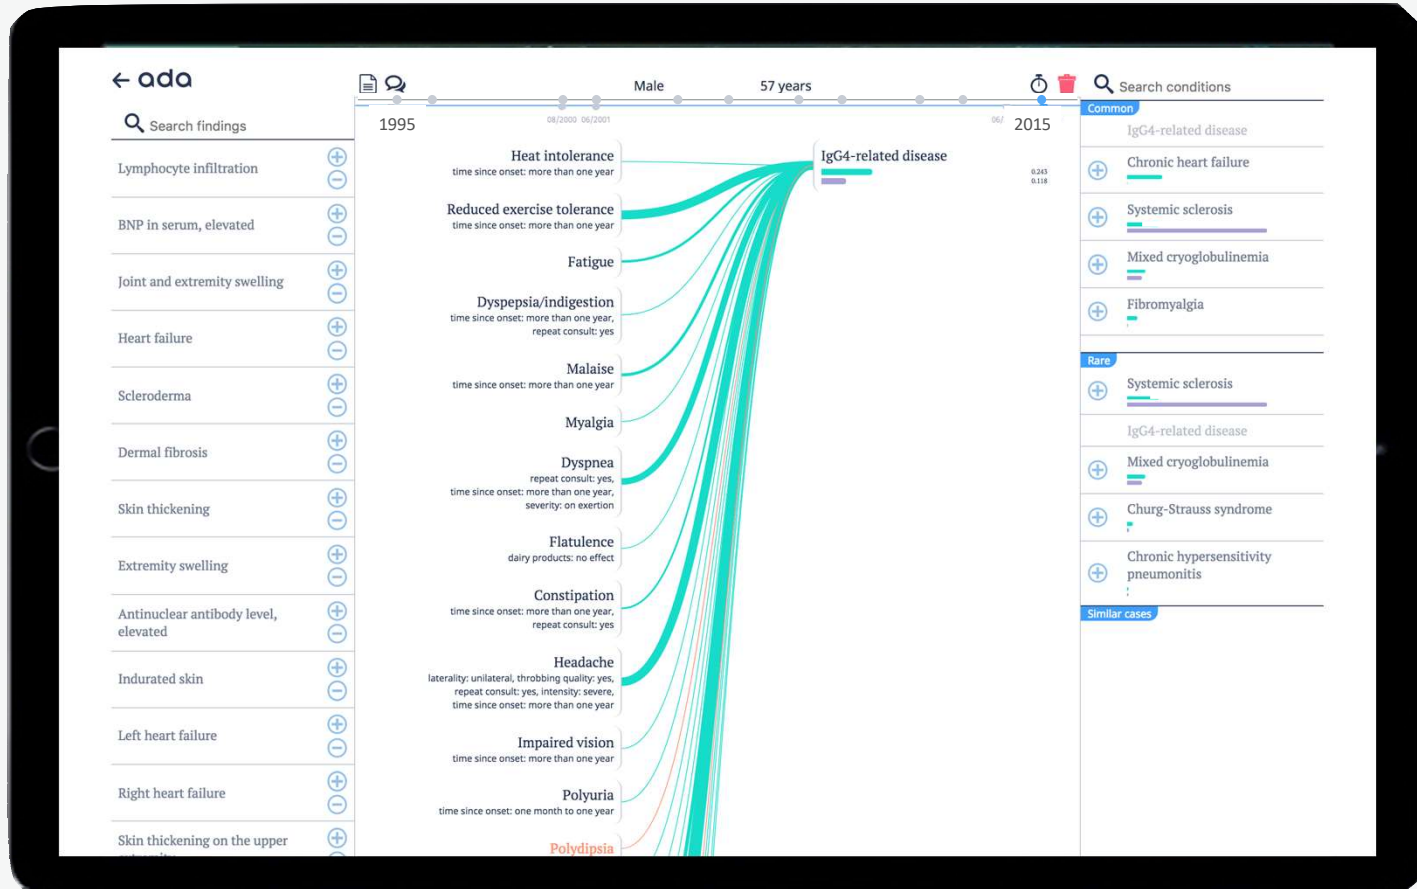 ← ada
Male
57 years
Search conditions
Search findings
1995
08/2000 06/2001
06/
2015
Lymphocyte infiltration
BNP in serum, elevated
Joint and extremity swelling
Heart failure
Scleroderma
Dermal fibrosis
Skin thickening
Extremity swelling
Antinuclear antibody level,
elevated
Indurated skin
Left heart failure
Right heart failure
Skin thickening on the upper
Heat intolerance
time since onset: more than one year
Reduced exercise tolerance
time since onset: more than one year
Fatigue
Dyspepsia/indigestion
time since onset: more than one year,
repeat consult: yes
Malaise
time since onset: more than one year
Myalgia
Dyspnea
repeat consult: yes,
time since onset: more than one year,
severity: on exertion
Flatulence
dairy products: no effect
Constipation
time since onset: more than one year,
repeat consult: yes
Headache
laterality: unilateral, throbbing quality: yes,
repeat consult: yes, intensity: severe,
time since onset: more than one year
Impaired vision
time since onset: more than one year
Polyuria
time since onset: one month to one year
Polydipsia
IgG4-related disease
0.243
0.118
Common
IgG4-related disease
Chronic heart failure
Systemic sclerosis
Mixed cryoglobulinemia
Fibromyalgia
Rare
Systemic sclerosis
IgG4-related disease
Mixed cryoglobulinemia
Churg-Strauss syndrome
Chronic hypersensitivity
pneumonitis
Similar cases